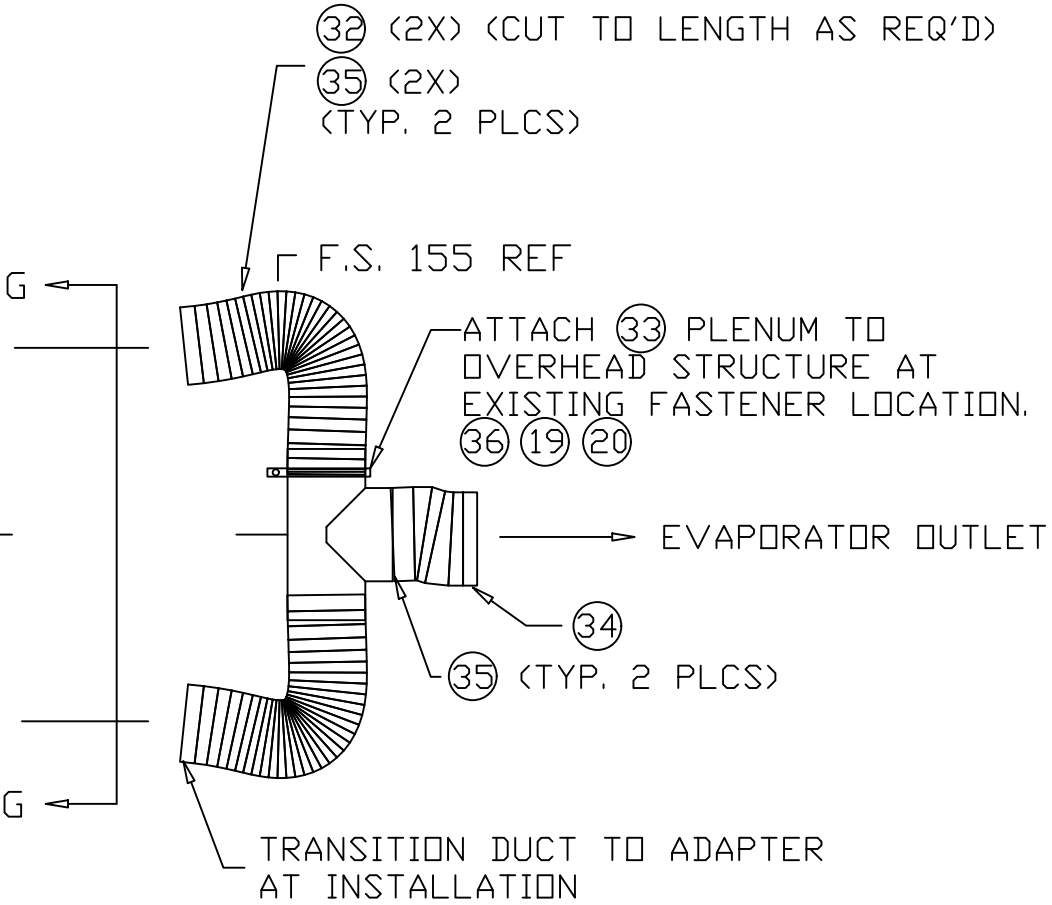 32 (2X) (CUT TO LENGTH AS REQ'D)
35 (2X)
(TYP. 2 PLCS)
F.S. 155 REF
G
ATTACH 33 PLENUM TO
OVERHEAD STRUCTURE AT
EXISTING FASTENER LOCATION.
36 19 20
EVAPORATOR OUTLET
34
35 (TYP. 2 PLCS)
G
TRANSITION DUCT TO ADAPTER
AT INSTALLATION